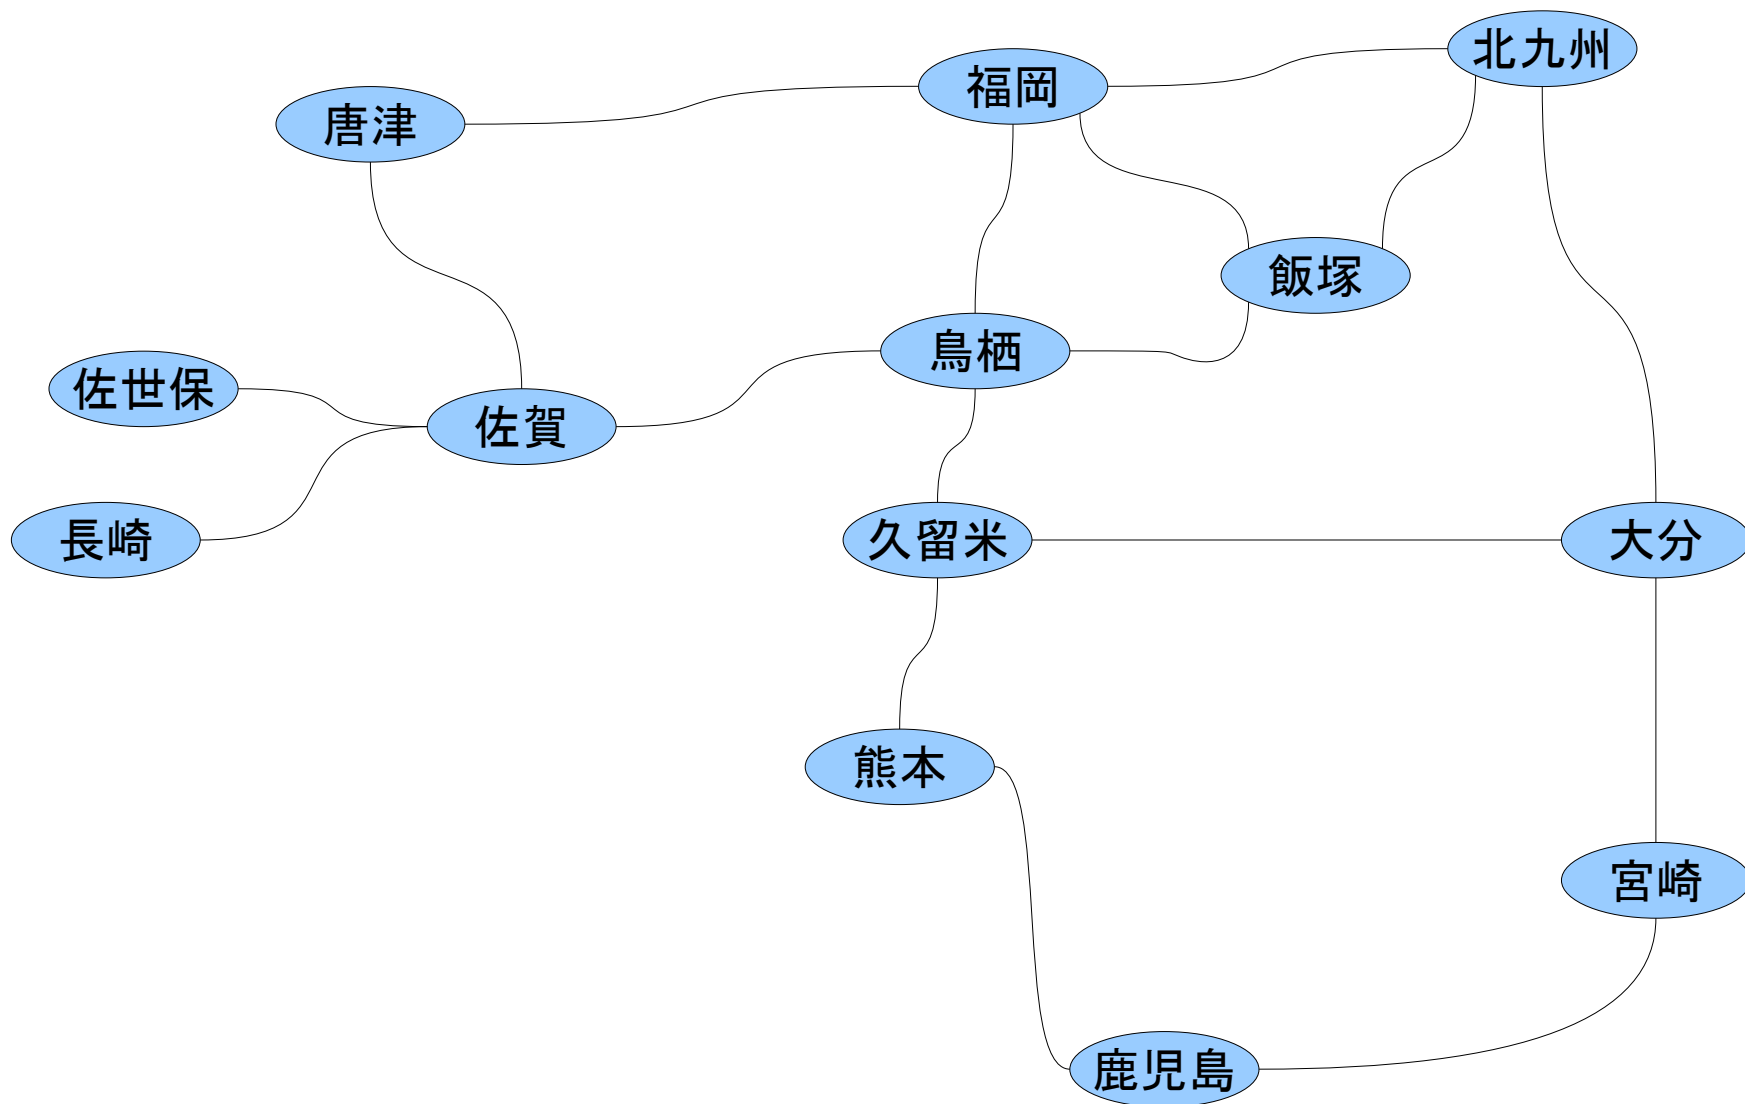 北九州
福岡
唐津
飯塚
鳥栖
佐世保
佐賀
長崎
久留米
大分
熊本
宮崎
鹿児島